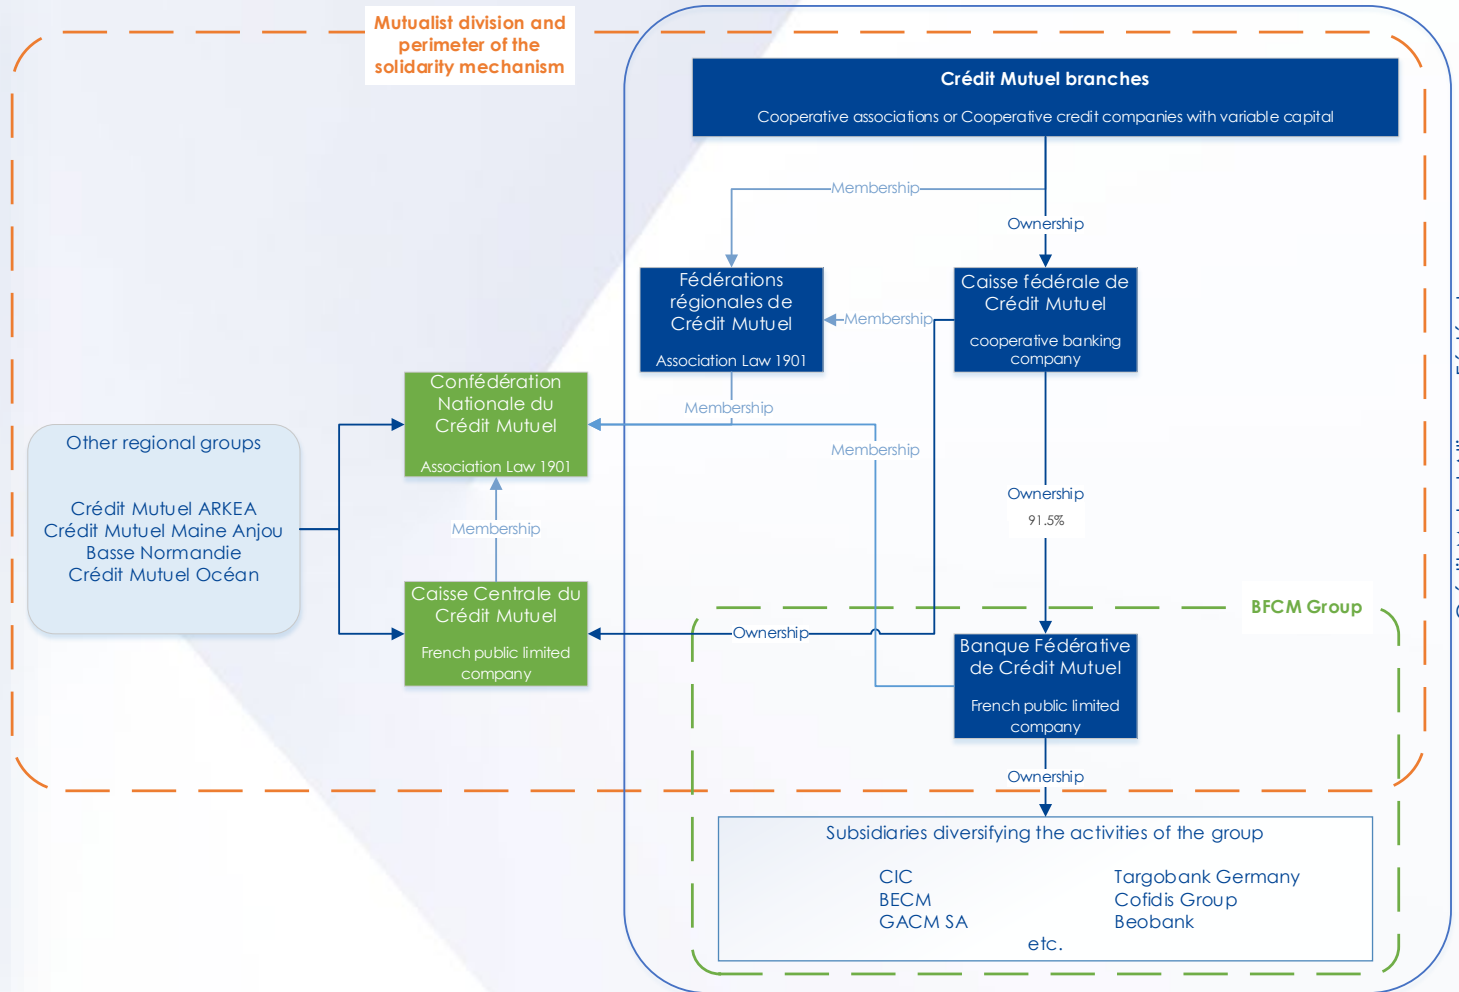 Mutualist division and
perimeter of the
solidarity mechanism
Crédit Mutuel branches
Cooperative associations or Cooperative credit companies with variable capital
Membership
Ownership
Fédérations
régionales de
Crédit Mutuel
Association Law 1901
Membership
Caisse fédérale de
Crédit Mutuel
cooperative banking
company
Membership
Confédération
Nationale du
Crédit Mutuel
Association Law 1901
Membership
Ownership
91.5%
Other regional groups
Crédit Mutuel ARKEA
Crédit Mutuel Maine Anjou
Basse Normandie
Crédit Mutuel Océan
Membership
Caisse Centrale du
Crédit Mutuel
French public limited
company
Ownership
BFCM Group
Banque Fédérative
de Crédit Mutuel
French public limited
company
Ownership
Subsidiaries diversifying the activities of the group
CIC
Targobank Germany
BECM
Cofidis Group
GACM SA
Beobank
etc.